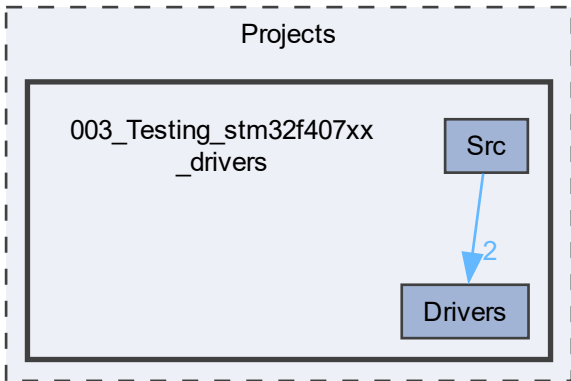 Projects
003_Testing_stm32f407xx
_drivers
Src
2
Drivers